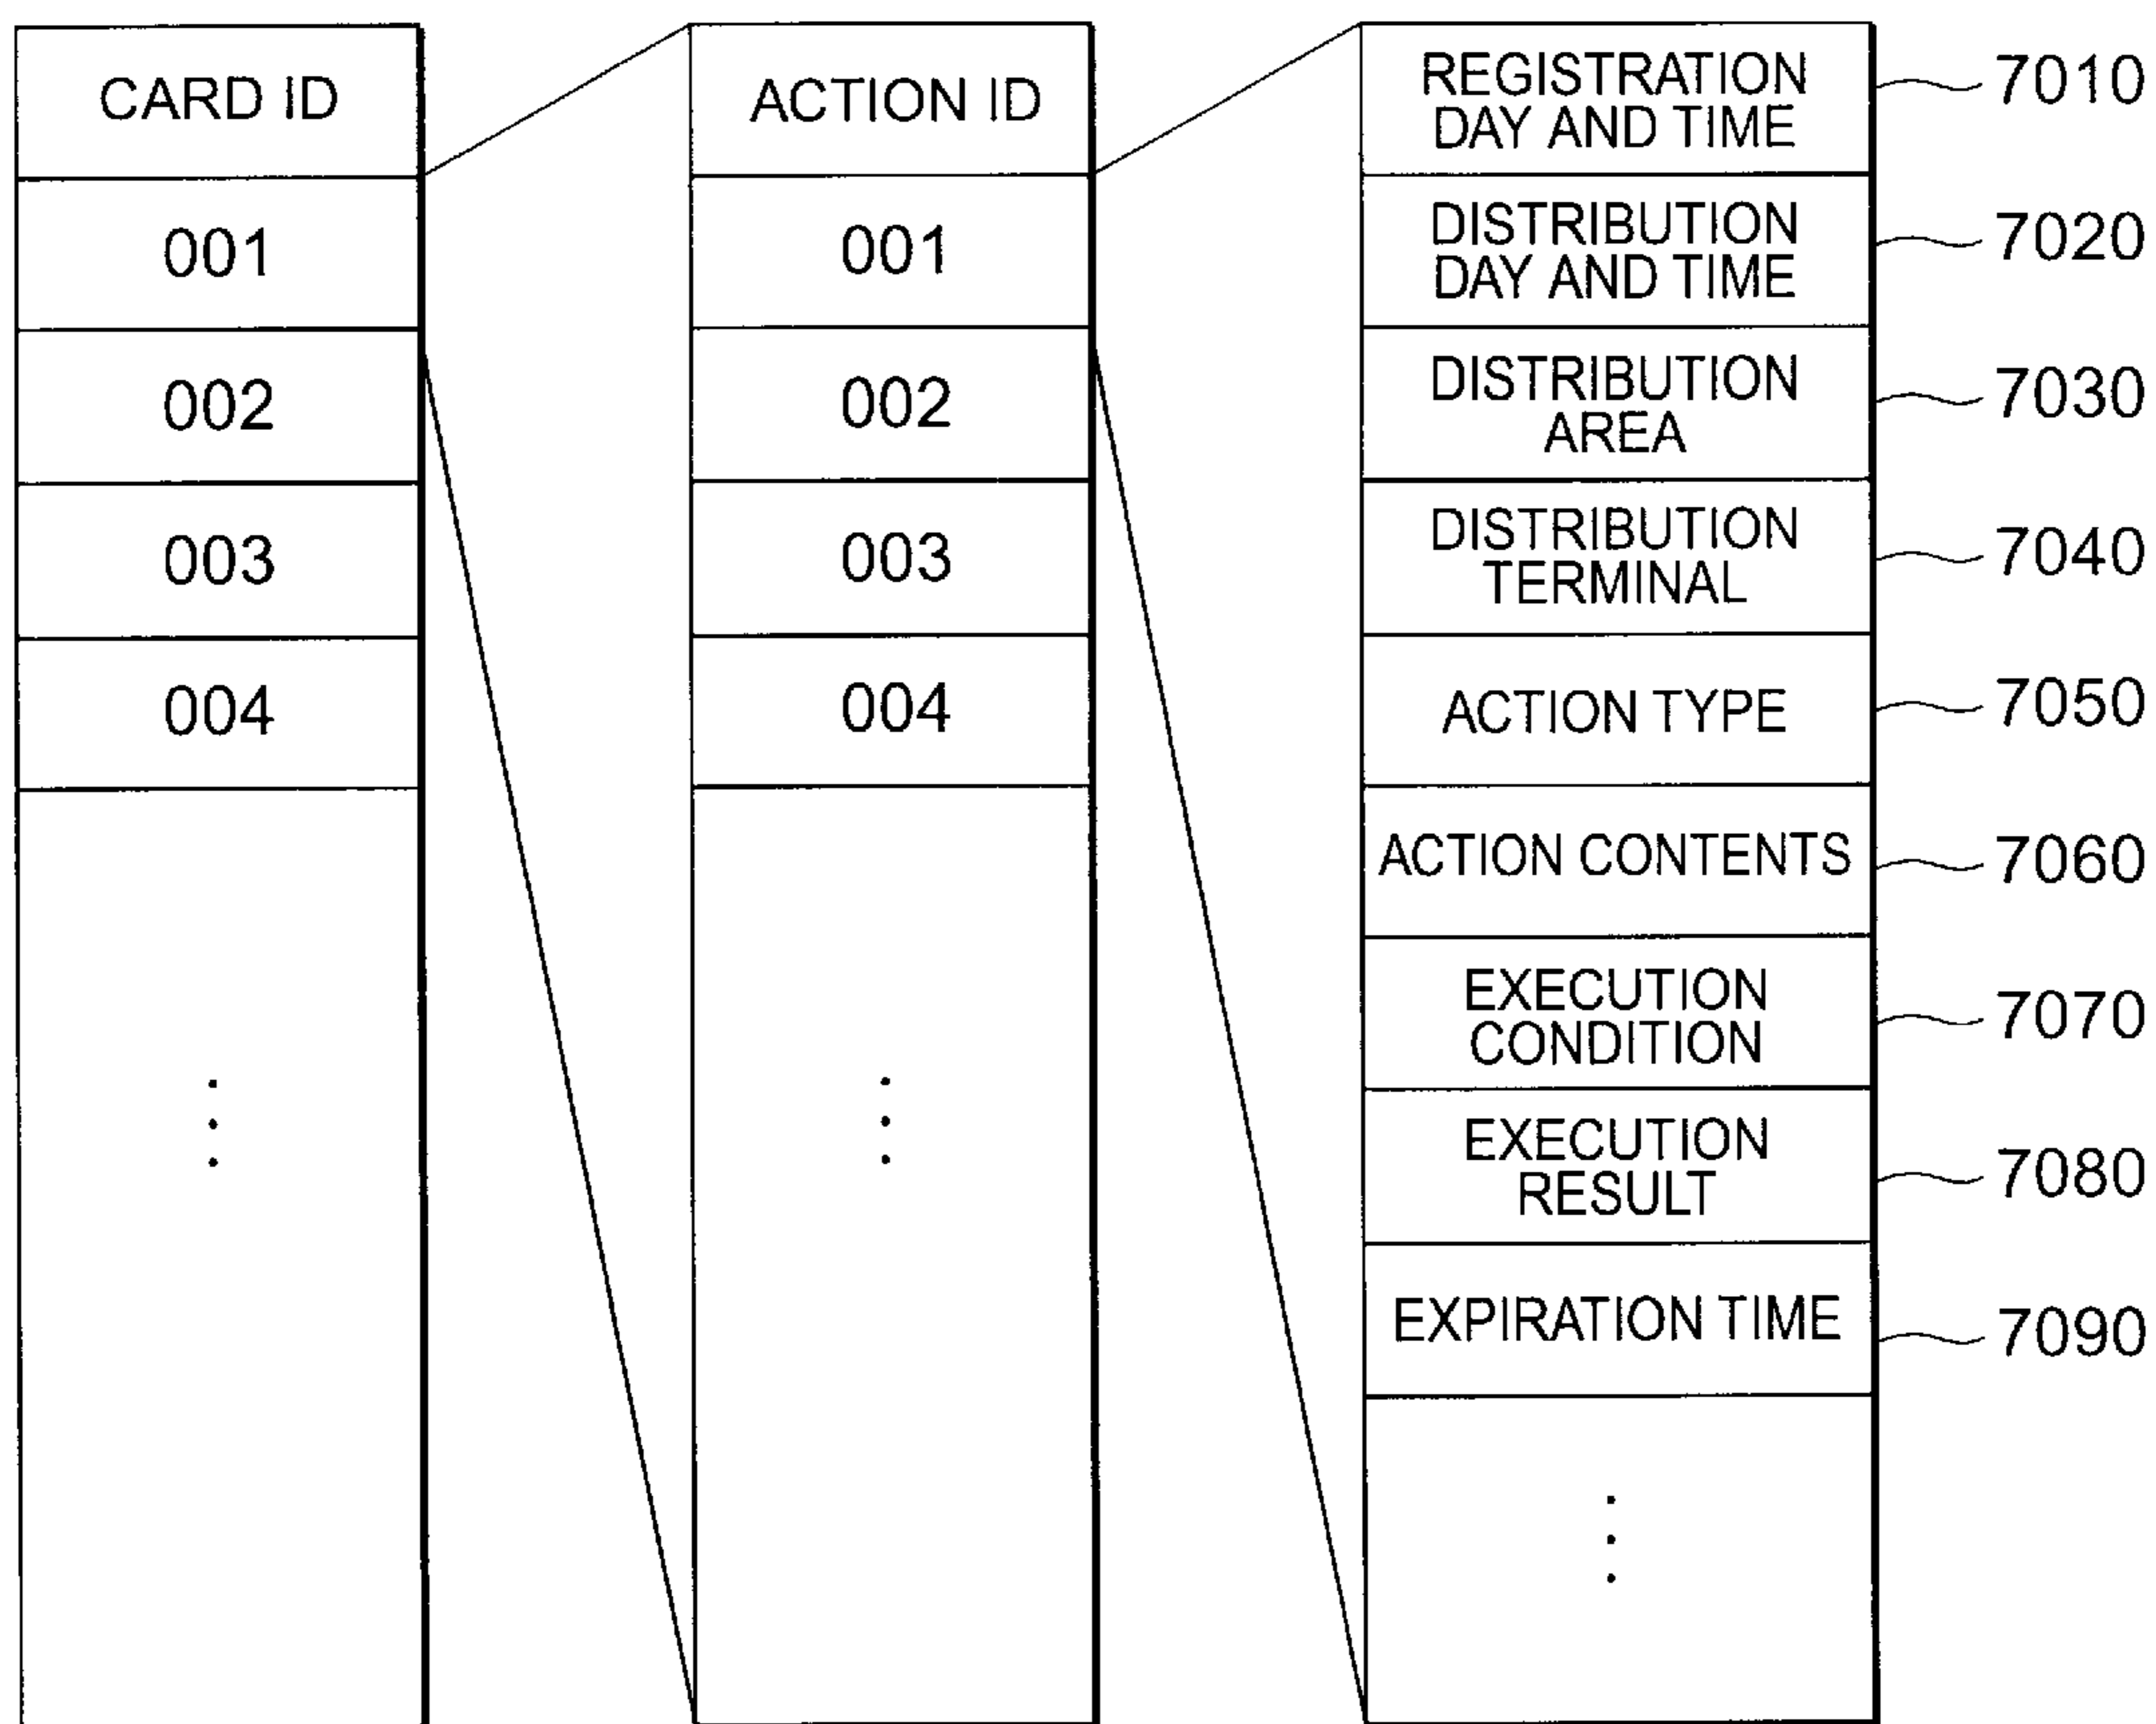 CARD ID
001
002
003
004
ACTION ID
001
002
003
004
REGISTRATION
DAY AND TIME
7010
DISTRIBUTION
DAY AND TIME
7020
DISTRIBUTION
AREA
7030
DISTRIBUTION
TERMINAL
7040
ACTION TYPE
7050
ACTION CONTENTS
7060
EXECUTION
CONDITION
7070
EXECUTION
RESULT
7080
EXPIRATION TIME
7090